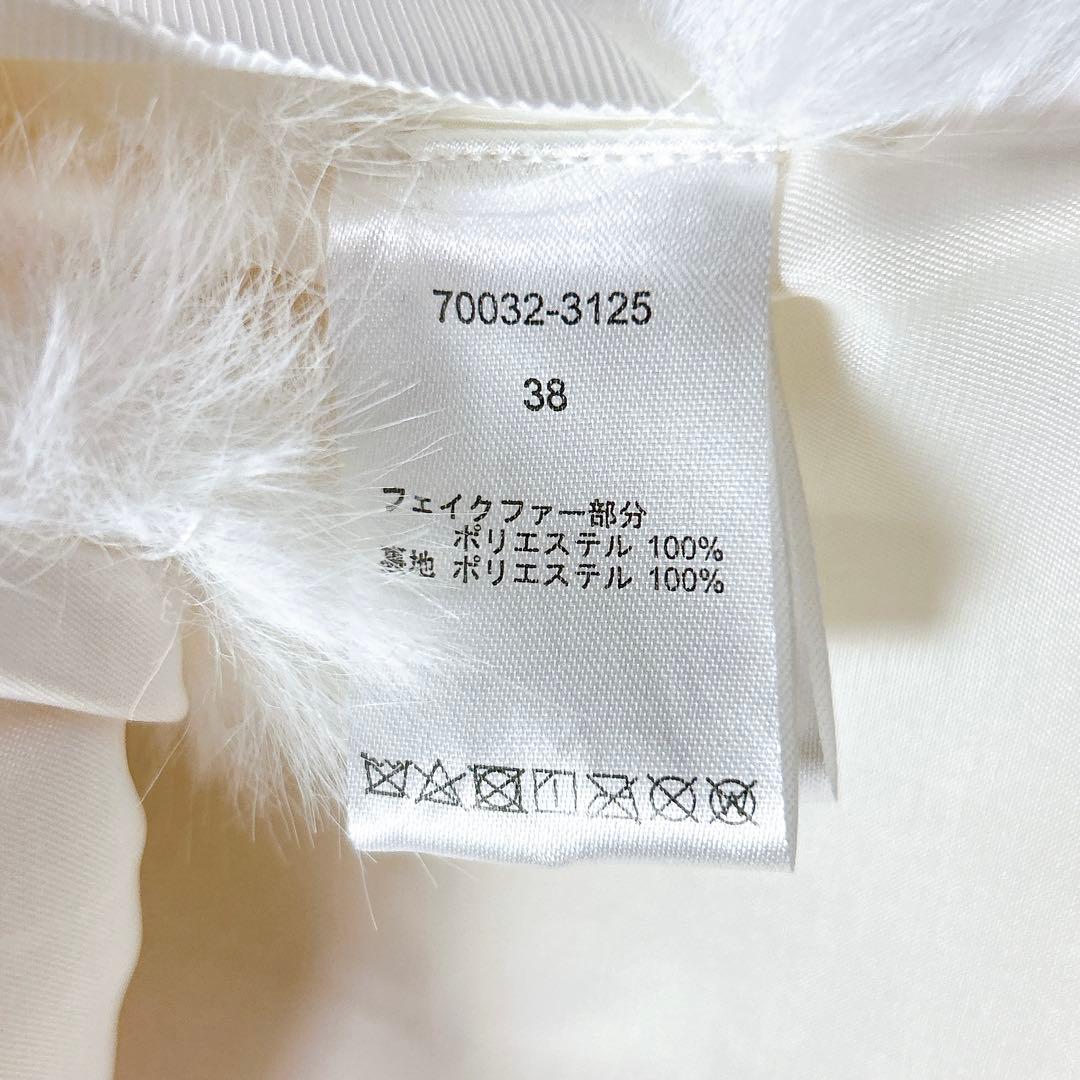 70032-3125
38
フェイクファー部分
ポリエステル 100%
裏地 ポリエステル 100%
W